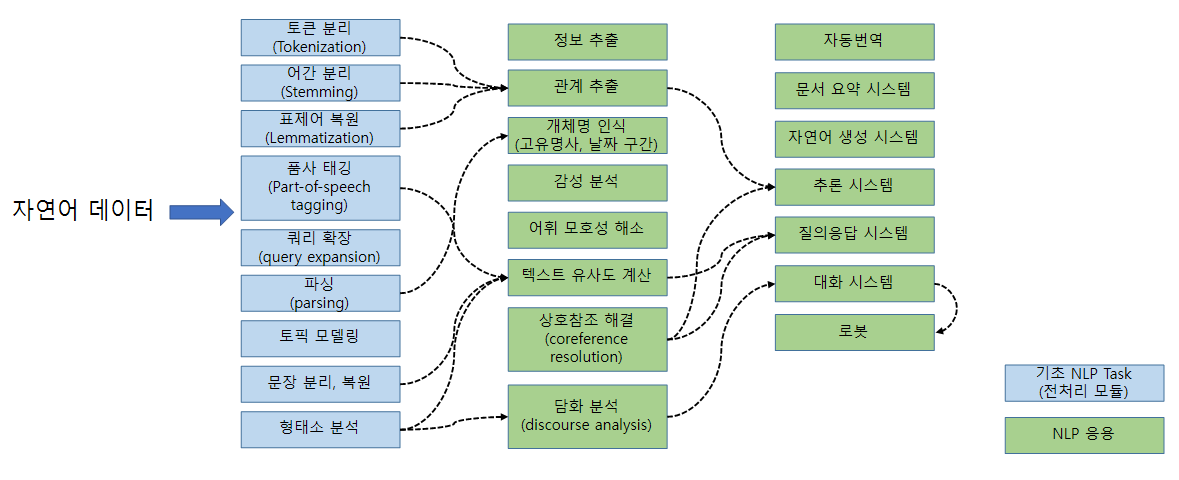 자연어 데이터
토큰 분리
(Tokenization)
어간 분리
(Stemming)
표제어 복원
(Lemmatization)
품사 태깅
(Part-of-speech
tagging)
쿼리 확장
(query expansion)
파싱
(parsing)
토픽 모델링
문장 분리, 복원
형태소 분석
정보 추출
관계 추출
개체명 인식
(고유명사, 날짜 구간)
감성 분석
어휘 모호성 해소
텍스트 유사도 계산
상호참조 해결
(coreference
resolution)
담화 분석
(discourse analysis)
자동번역
문서 요약 시스템
자연어 생성 시스템
추론 시스템
질의응답 시스템
대화 시스템
로봇
기초 NLP Task
(전처리 모듈)
NLP 응용